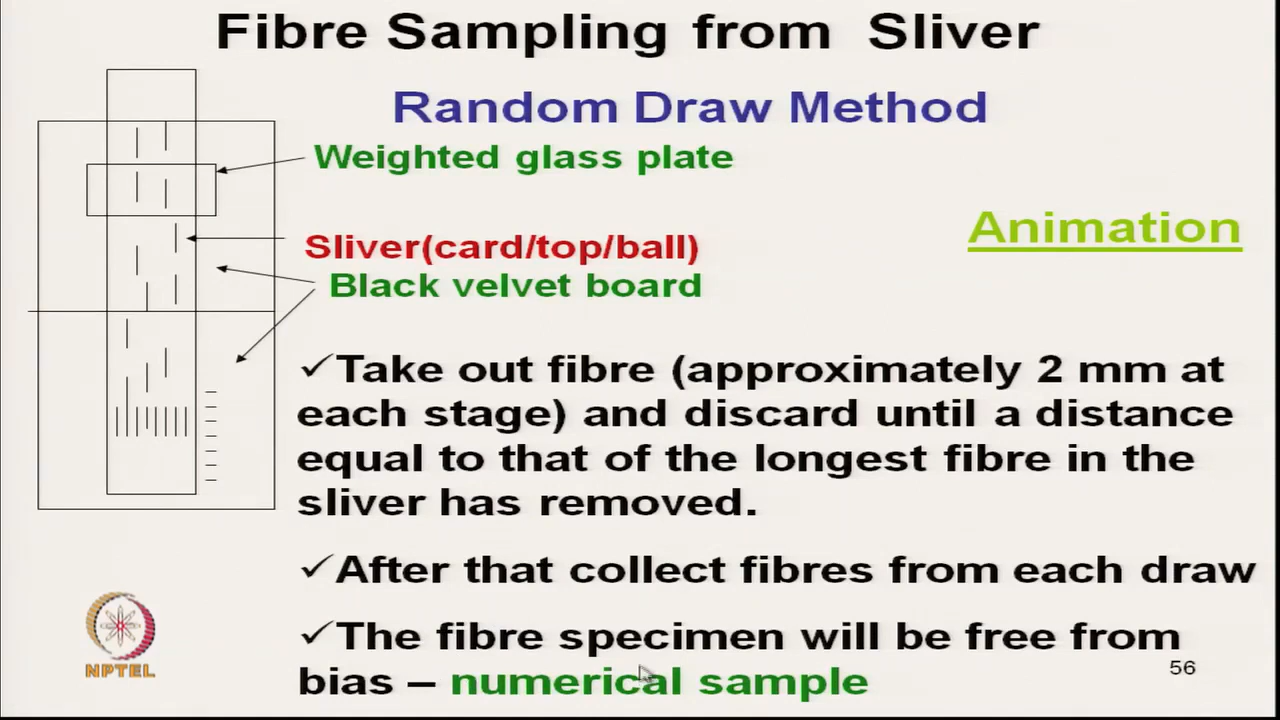 Fibre Sampling from Sliver
Random Draw Method
Weighted glass plate
Animation
Sliver(card/top/ball)
Black velvet board
✓Take out fibre (approximately 2 mm at
each stage) and discard until a distance
equal to that of the longest fibre in the
sliver has removed.
✓After that collect fibres from each draw
✓The fibre specimen will be free from
bias – numerical sample
NPTEL
56